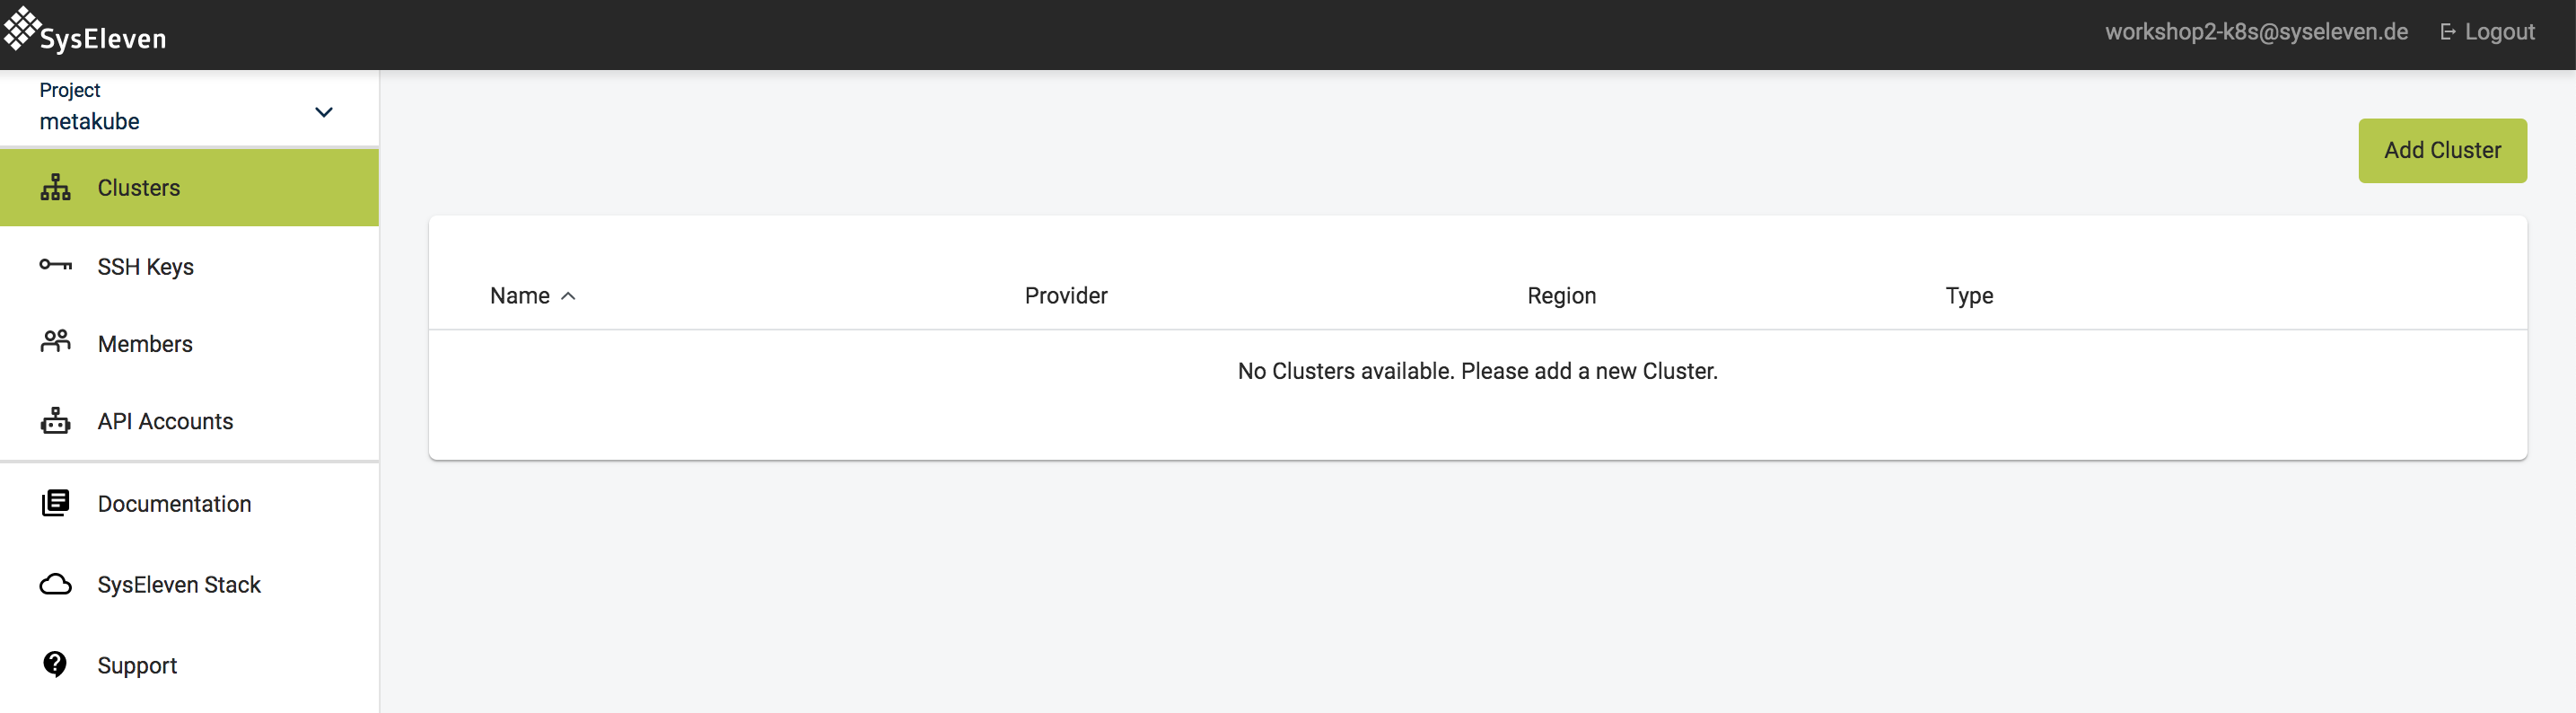 SysEleven
workshop2-k8s@syseleven.de
Logout
Project
metakube
Clusters
SSH Keys
Members
API Accounts
Documentation
SysEleven Stack
Support
Add Cluster
Name Provider Region Type
No Clusters available. Please add a new Cluster.